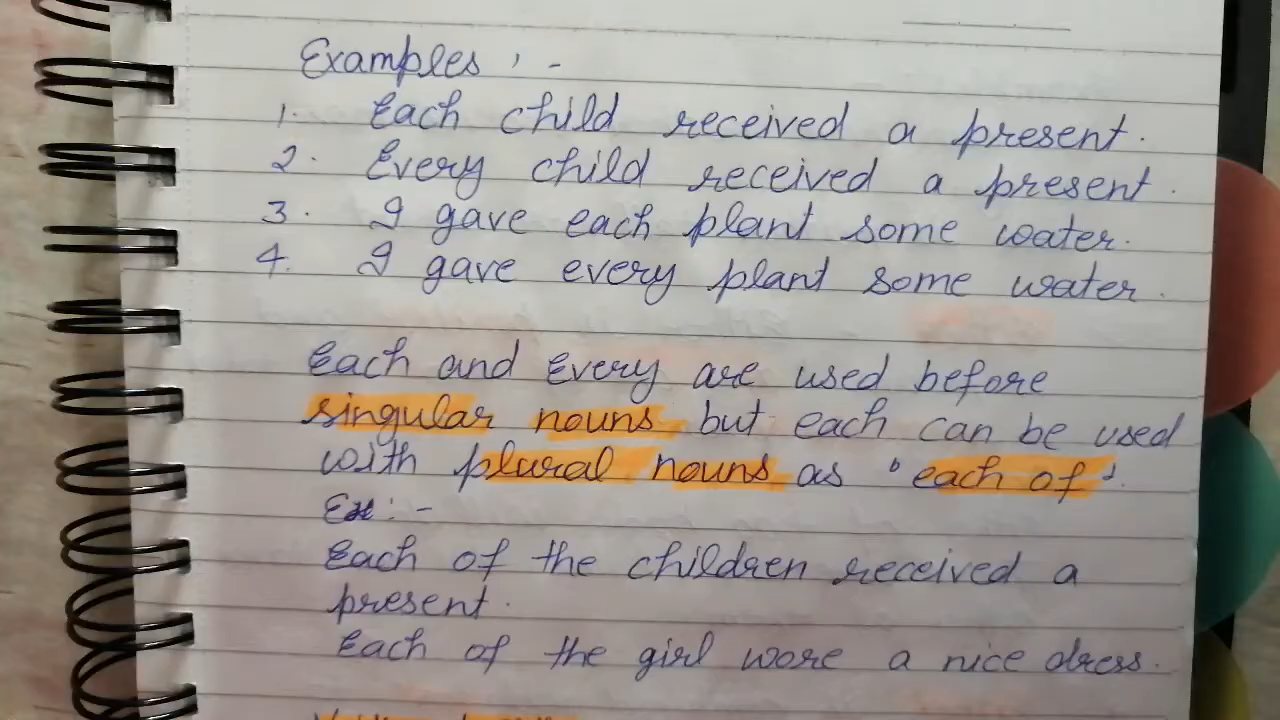 Examples :-
1. Each child received a present.
2. Every child received a present.
3. I gave each plant some water.
4. I gave every plant some water.
Each and Every are used before
singular nouns but each can be used
with plural nouns as 'each of'.
Ex:-
Each of the children received a
present.
Each of the girl wore a nice dress.